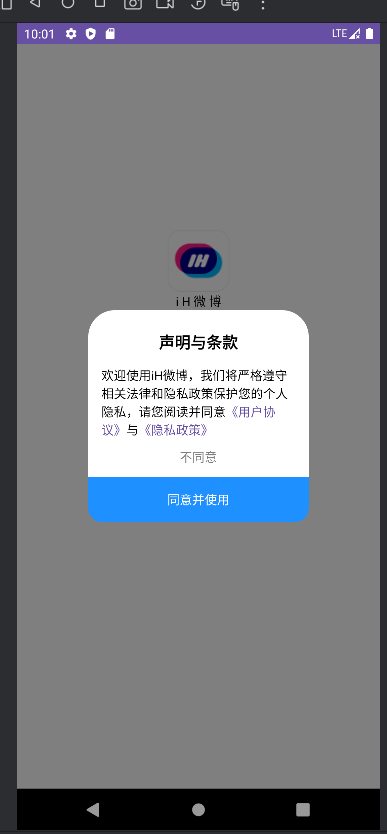 10:01
LTE
iH
iH微博
声明与条款
欢迎使用iH微博，我们将严格遵守
相关法律和隐私政策保护您的个人
隐私，请您阅读并同意《用户协
议》与《隐私政策》
不同意
同意并使用